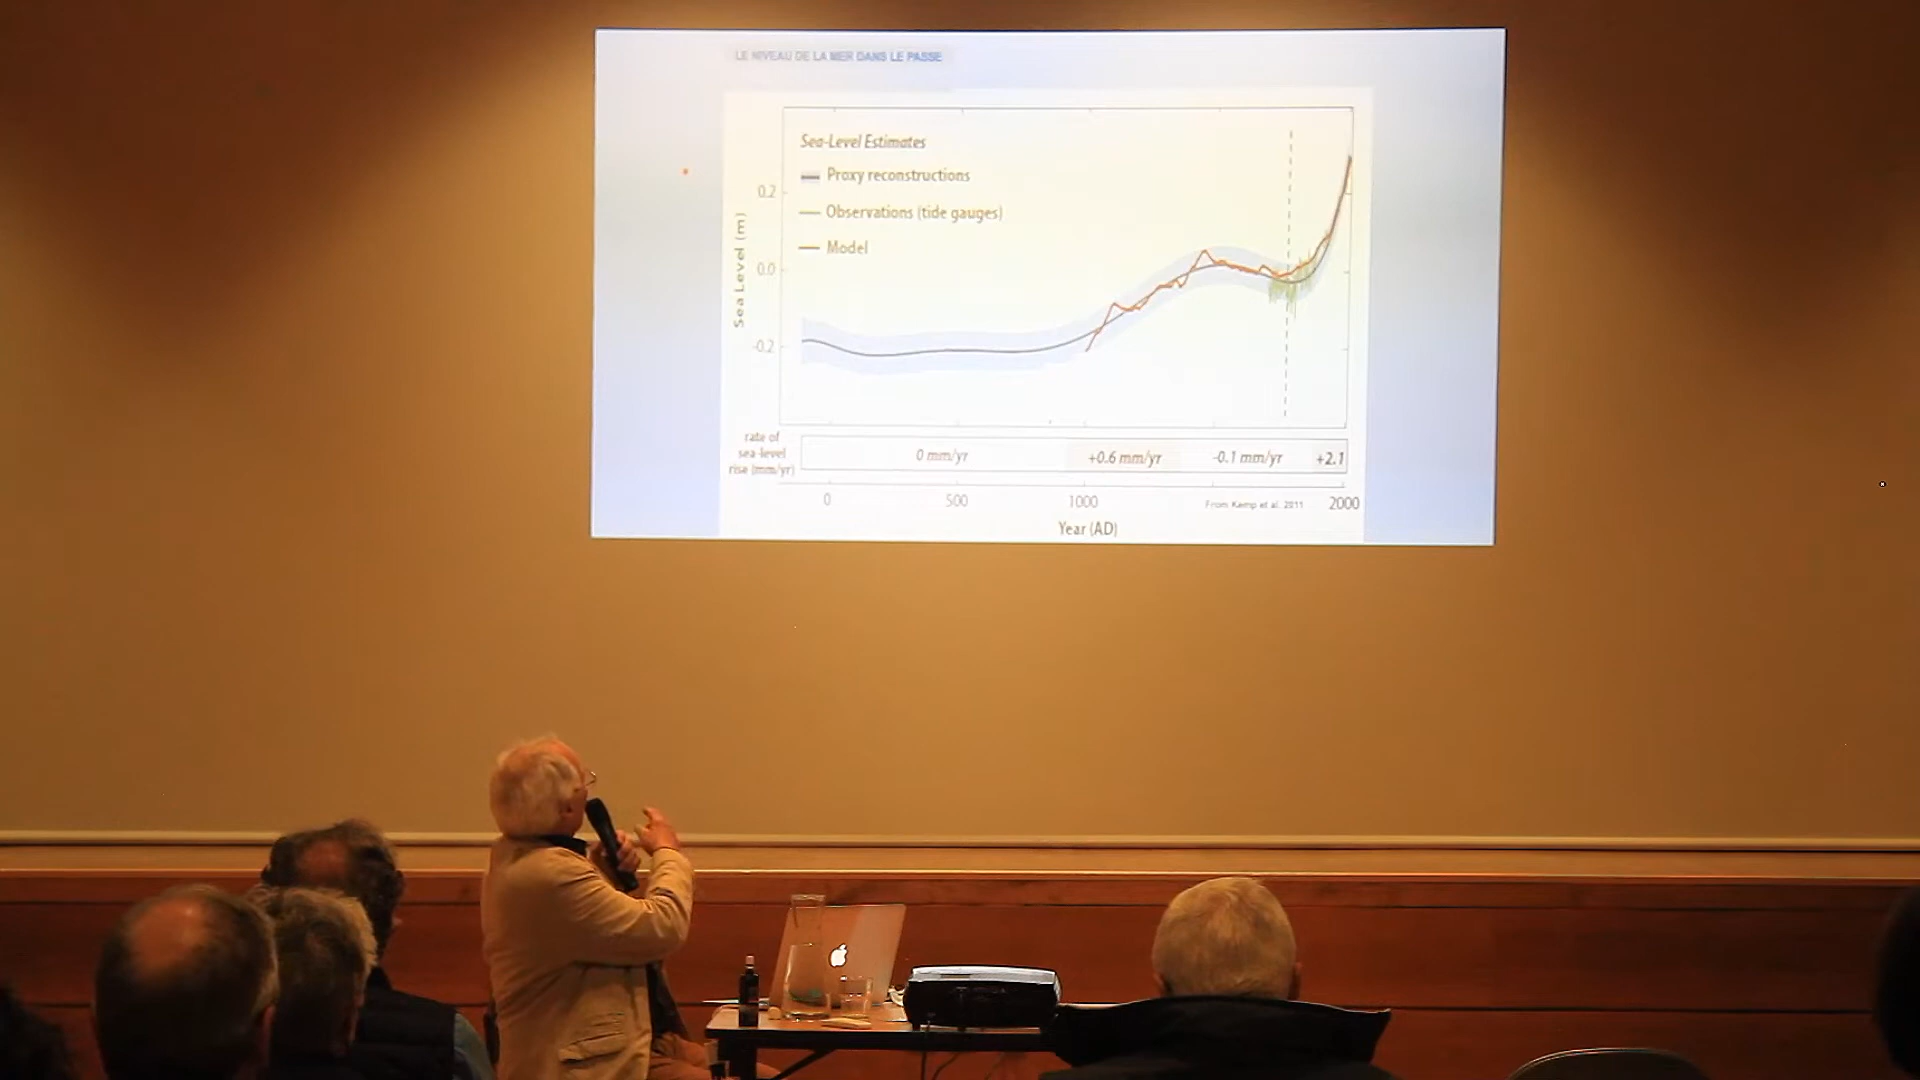 LE NIVEAU DE LA MER DANS LE PASSE
Sea-Level Estimates
Proxy reconstructions
Observations (tide gauges)
Model
Sea Level (m)
0.2
0.0
-0.2
rate of
sea-level
rise (mm/yr)
0 mm/yr
+0.6 mm/yr
-0.1 mm/yr
+2.1
0
500
1000
From Kemp et al. 2011
2000
Year (AD)